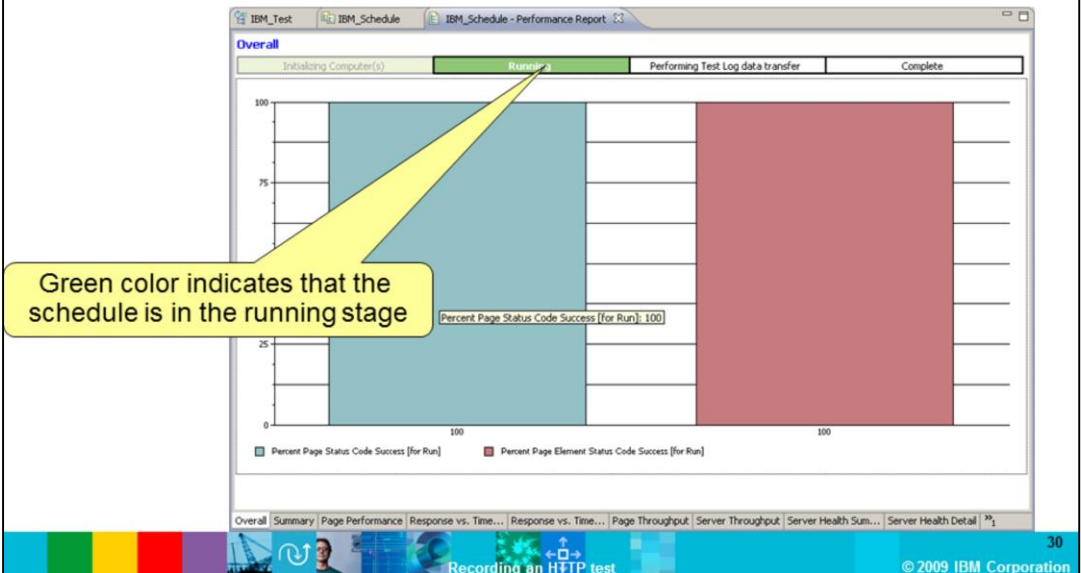 IBM_Test IBM_Schedule IBM_Schedule - Performance Report
Overall
Initializing Computer(s) Running Performing Test Log data transfer Complete
100
75
Green color indicates that the
schedule is in the running stage
Percent Page Status Code Success [for Run]: 100
25
0
100 100
Percent Page Status Code Success [for Run] Percent Page Element Status Code Success [for Run]
Overall Summary Page Performance Response vs. Time... Response vs. Time... Page Throughput Server Throughput Server Health Sum... Server Health Detail »1
30
Recording an HTTP test © 2009 IBM Corporation